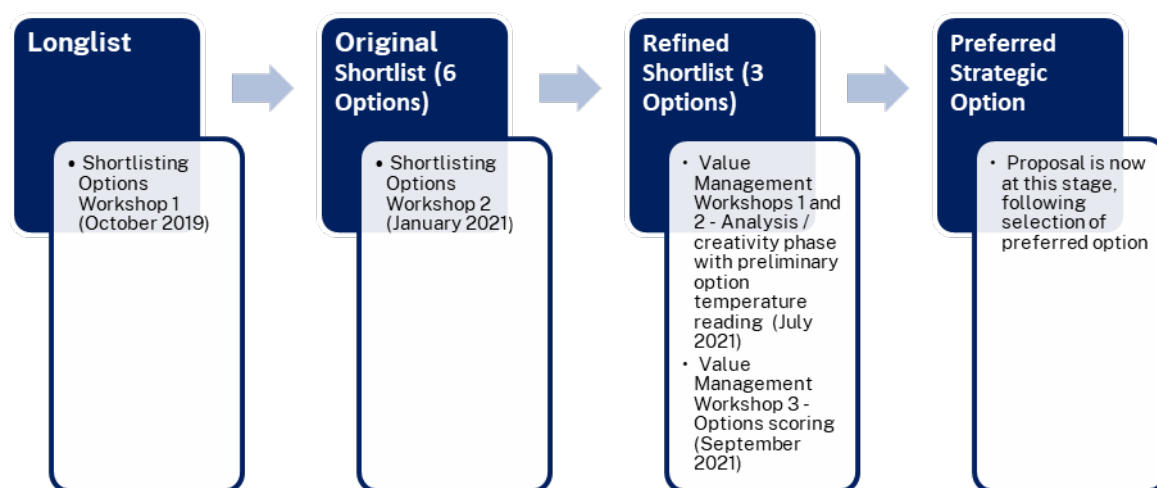 Longlist
• Shortlisting
Options
Workshop 1
(October 2019)
Original
Shortlist (6
Options)
• Shortlisting
Options
Workshop 2
(January 2021)
Refined
Shortlist (3
Options)
• Value
Management
Workshops 1 and
2 - Analysis /
creativity phase
with preliminary
option
temperature
reading (July
2021)
• Value
Management
Workshop 3 -
Options scoring
(September
2021)
Preferred
Strategic
Option
• Proposal is now
at this stage,
following
selection of
preferred option